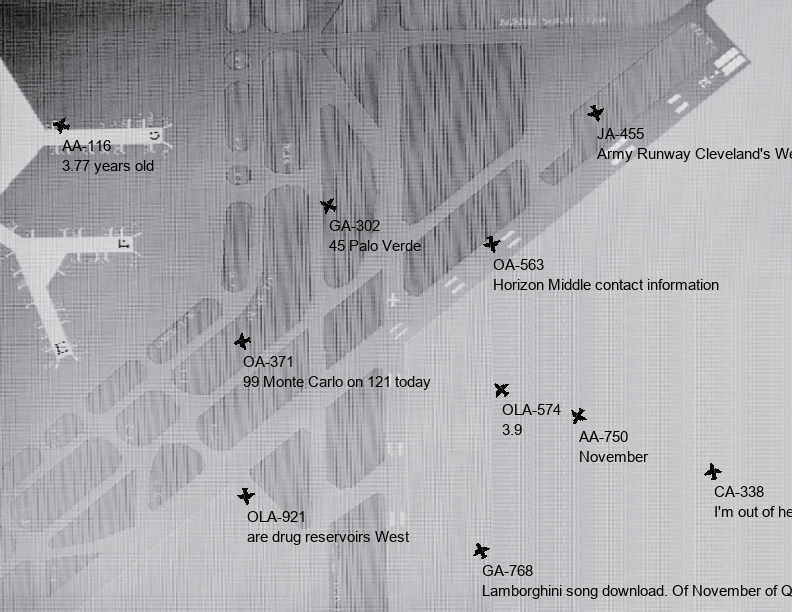 JA-455
Army Runway Cleveland's We
AA-116
3.77 years old
GA-302
45 Palo Verde
OA-563
Horizon Middle contact information
OA-371
99 Monte Carlo on 121 today
OLA-574
3.9
AA-750
November
CA-338
I'm out of he
OLA-921
are drug reservoirs West
GA-768
Lamborghini song download. Of November of Q